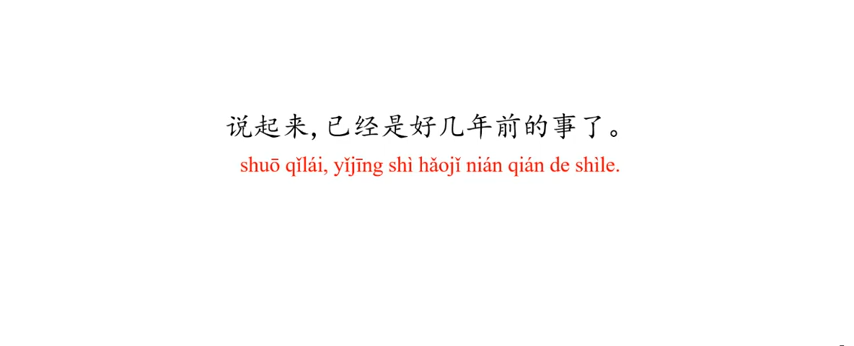 说起来,已经是好几年前的事了。
shuō qǐlái, yǐjīng shì hǎojǐ nián qián de shìle.